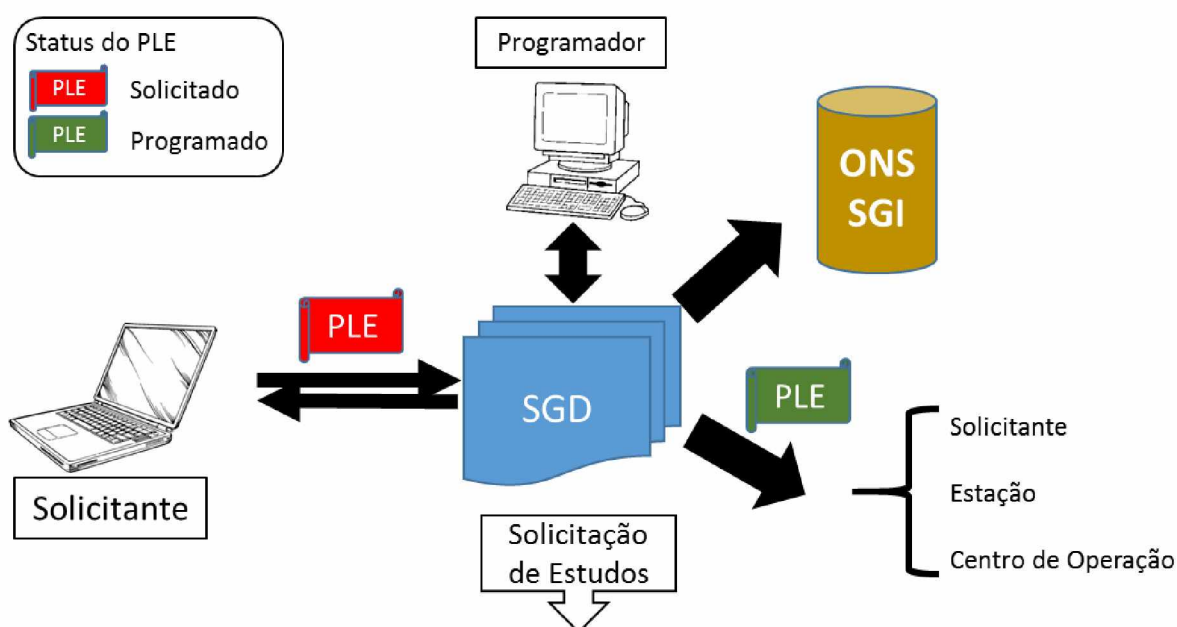 Status do PLE
PLE Solicitado
PLE Programado
Programador
ONS
SGI
PLE
SGD
PLE
Solicitante
Solicitação
de Estudos
Solicitante
Estação
Centro de Operação